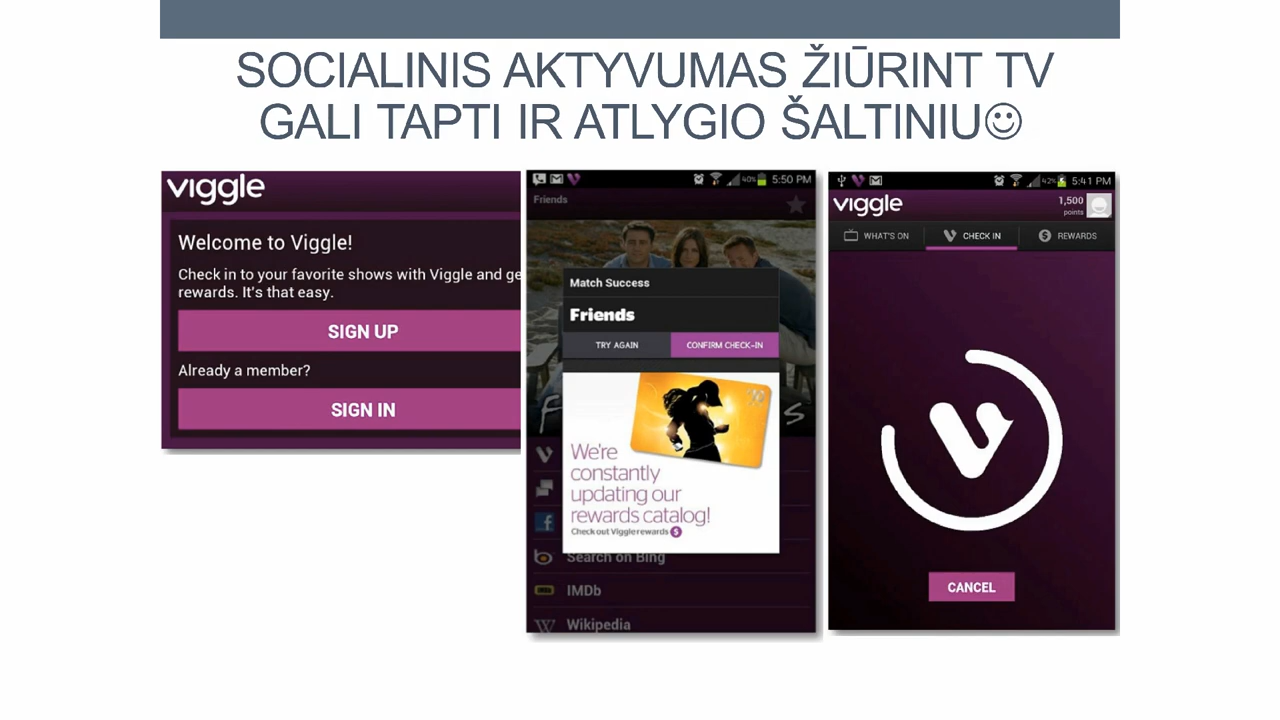 SOCIALINIS AKTYVUMAS ŽIŪRINT TV
GALI TAPTI IR ATLYGIO ŠALTINIU☺
viggle
Welcome to Viggle!
Check in to your favorite shows with Viggle and ge
rewards. It's that easy.
SIGN UP
Already a member?
SIGN IN
40% 5:50 PM
Friends
Match Success
Friends
TRY AGAIN CONFIRM CHECK-IN
We're
constantly
updating our
rewards catalog!
Check out Viggle rewards
Search on Bing
IMDb
Wikipedia
42% 5:41 PM
viggle
1,500
points
WHAT'S ON CHECK IN REWARDS
CANCEL